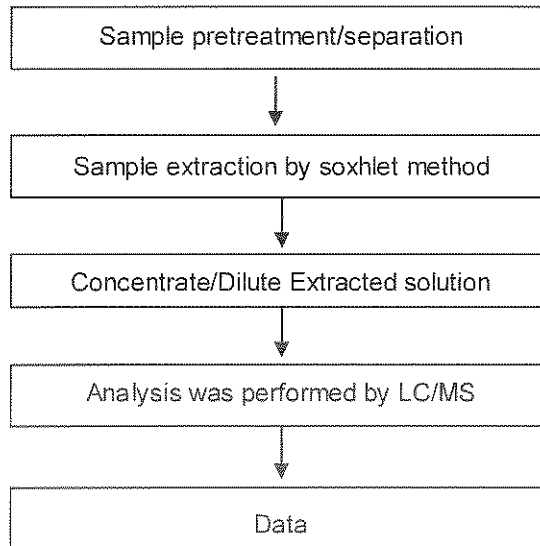 Sample pretreatment/separation
Sample extraction by soxhlet method
Concentrate/Dilute Extracted solution
Analysis was performed by LC/MS
Data